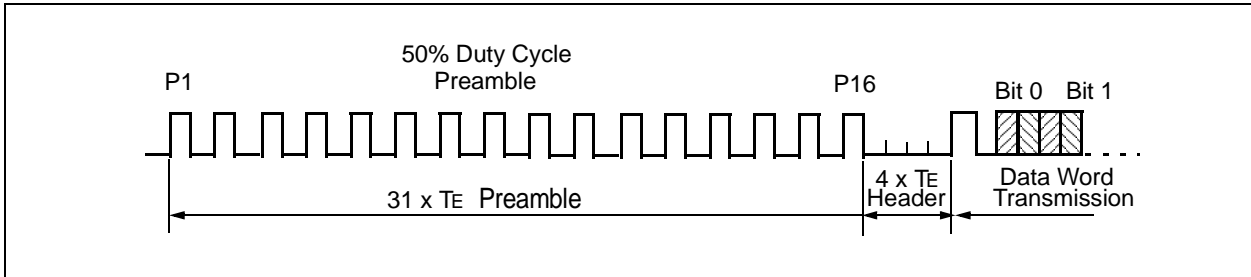 50% Duty Cycle
Preamble
P1
P16
Bit 0
Bit 1
31 x TE Preamble
4 x TE
Header
Data Word
Transmission